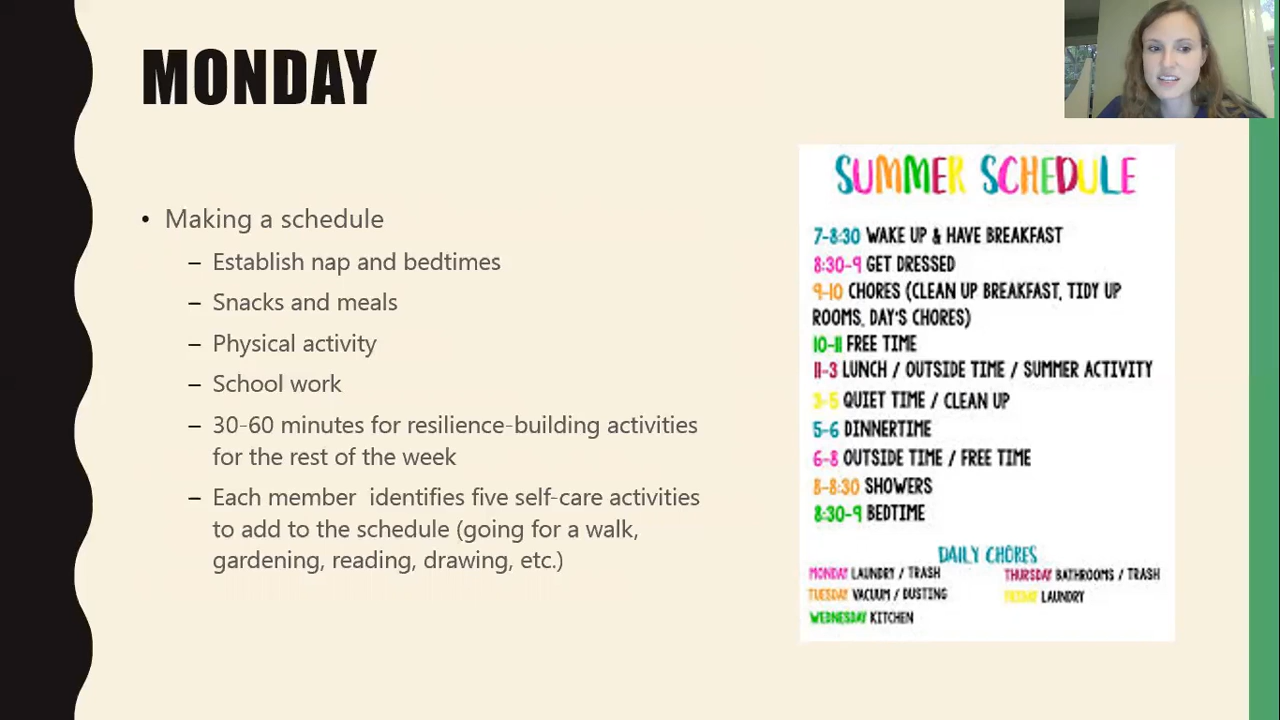 MONDAY
• Making a schedule
– Establish nap and bedtimes
– Snacks and meals
– Physical activity
– School work
– 30-60 minutes for resilience-building activities
for the rest of the week
– Each member identifies five self-care activities
to add to the schedule (going for a walk,
gardening, reading, drawing, etc.)
SUMMER SCHEDULE
7-8:30 WAKE UP & HAVE BREAKFAST
8:30-9 GET DRESSED
9-10 CHORES (CLEAN UP BREAKFAST, TIDY UP
ROOMS, DAY'S CHORES)
10-11 FREE TIME
11-3 LUNCH / OUTSIDE TIME / SUMMER ACTIVITY
3-5 QUIET TIME / CLEAN UP
5-6 DINNERTIME
6-8 OUTSIDE TIME / FREE TIME
8-8:30 SHOWERS
8:30-9 BEDTIME
DAILY CHORES
MONDAY LAUNDRY / TRASH
TUESDAY VACUUM / DUSTING
WEDNESDAY KITCHEN
THURSDAY BATHROOMS / TRASH
FRIDAY LAUNDRY